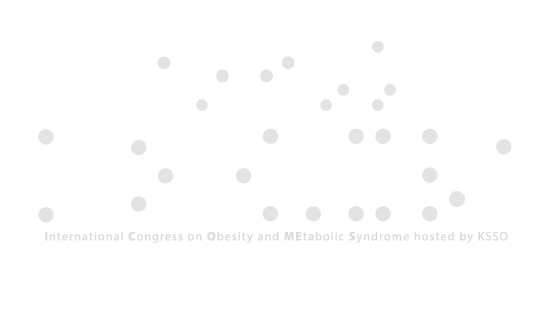 International Congress on Obesity and MEtabolic Syndrome hosted by KSSO